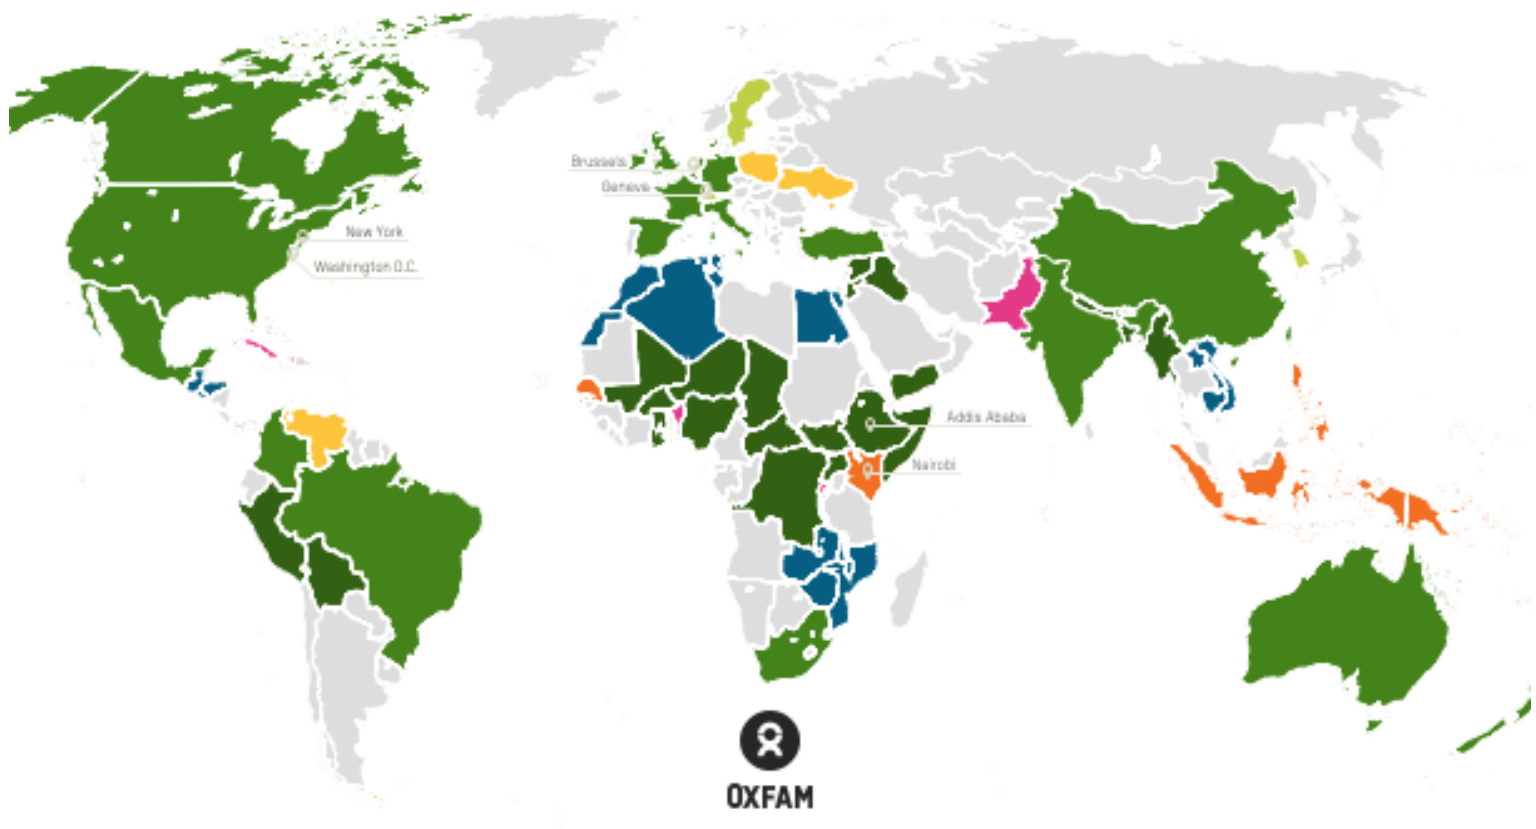 Brussels
Geneva
New York
Washington D.C.
Addis Ababa
Nairobi
OXFAM